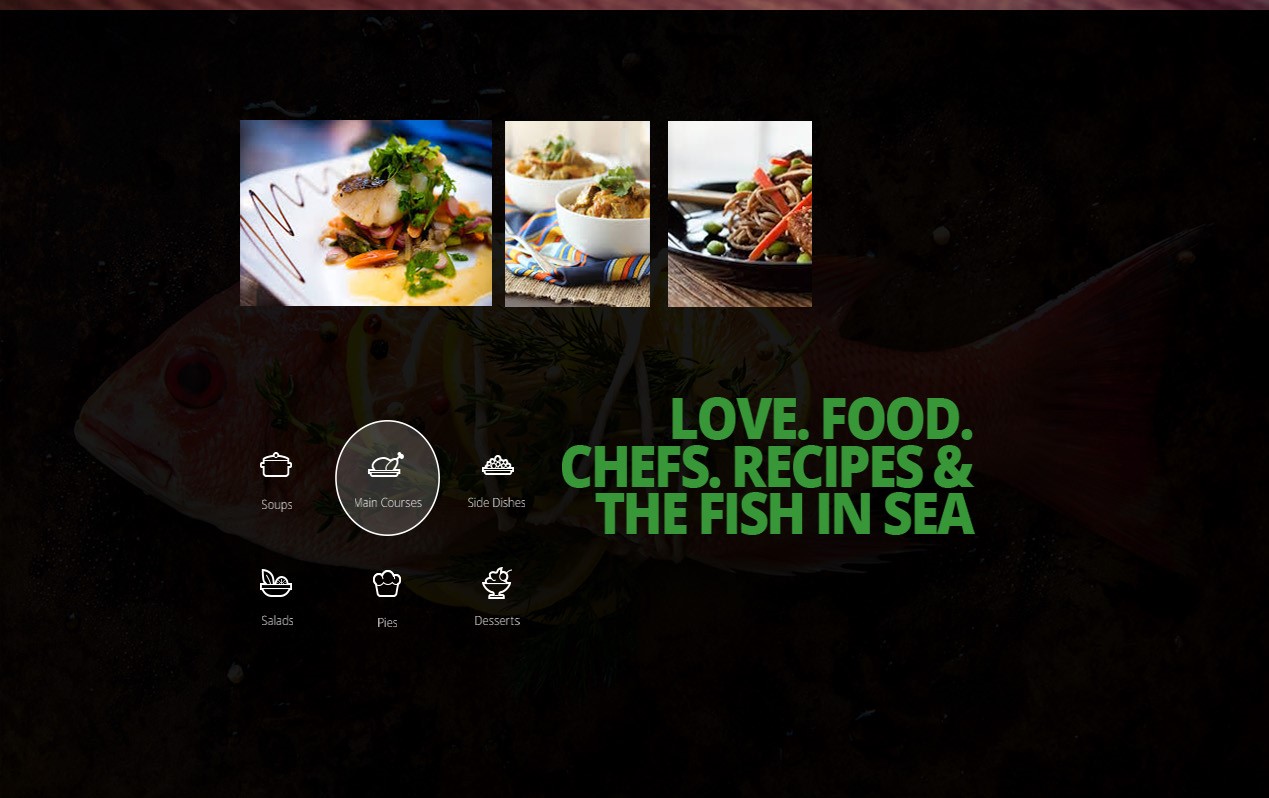 LOVE. FOOD.
CHEFS. RECIPES &
THE FISH IN SEA
Soups
Main Courses
Side Dishes
Salads
Pies
Desserts